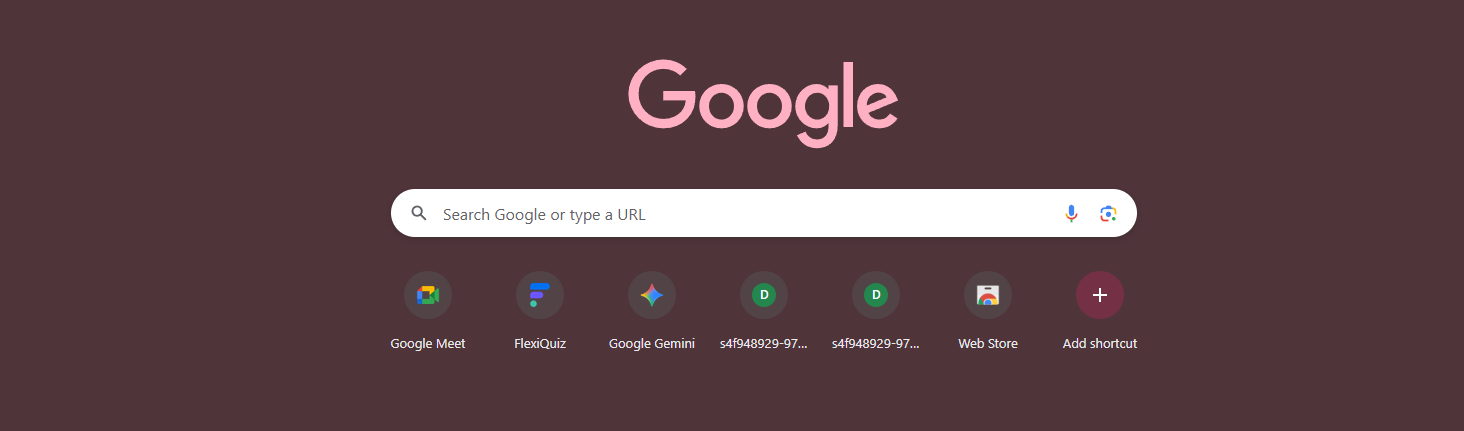 Google
Search Google or type a URL
D
D
Google Meet
FlexiQuiz
Google Gemini
s4f948929-97...
s4f948929-97...
Web Store
Add shortcut